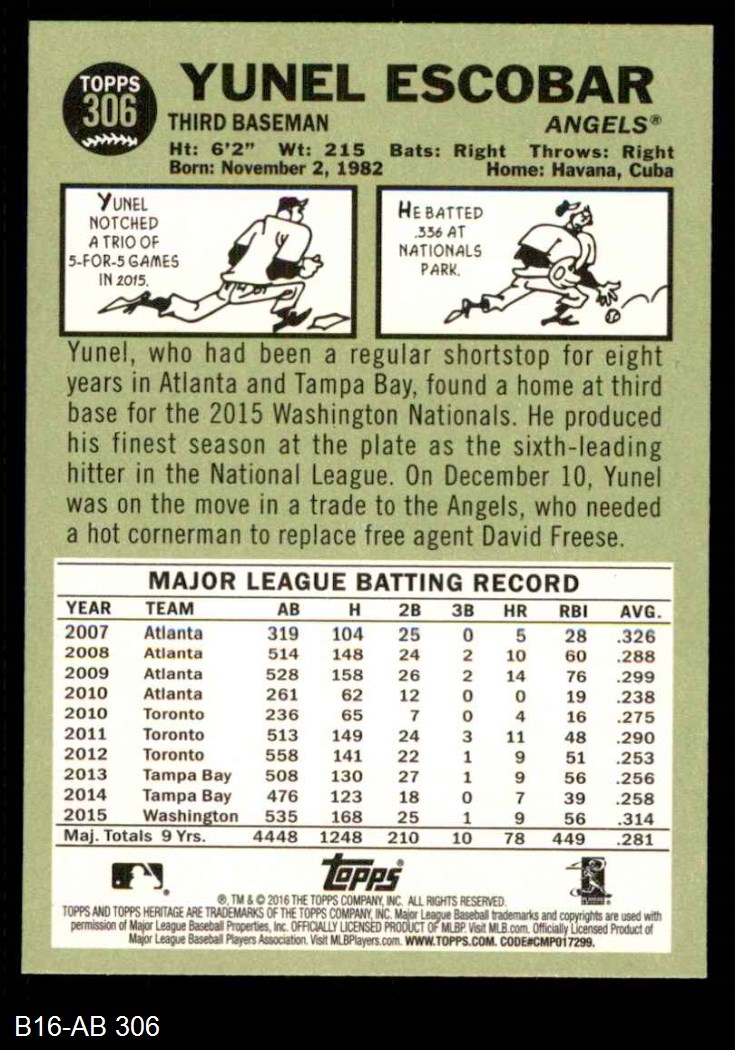 TOPPS
306
YUNEL ESCOBAR
THIRD BASEMAN ANGELS®
Ht: 6'2" Wt: 215 Bats: Right Throws: Right
Born: November 2, 1982 Home: Havana, Cuba
YUNEL
NOTCHED
A TRIO OF
5-FOR-5 GAMES
IN 2015.
HE BATTED
.336 AT
NATIONALS
PARK.
Yunel, who had been a regular shortstop for eight
years in Atlanta and Tampa Bay, found a home at third
base for the 2015 Washington Nationals. He produced
his finest season at the plate as the sixth-leading
hitter in the National League. On December 10, Yunel
was on the move in a trade to the Angels, who needed
a hot cornerman to replace free agent David Freese.
MAJOR LEAGUE BATTING RECORD
YEAR TEAM AB H 2B 3B HR RBI AVG.
2007 Atlanta 319 104 25 0 5 28 .326
2008 Atlanta 514 148 24 2 10 60 .288
2009 Atlanta 528 158 26 2 14 76 .299
2010 Atlanta 261 62 12 0 0 19 .238
2010 Toronto 236 65 7 0 4 16 .275
2011 Toronto 513 149 24 3 11 48 .290
2012 Toronto 558 141 22 1 9 51 .253
2013 Tampa Bay 508 130 27 1 9 56 .256
2014 Tampa Bay 476 123 18 0 7 39 .258
2015 Washington 535 168 25 1 9 56 .314
Maj. Totals 9 Yrs. 4448 1248 210 10 78 449 .281
topps®
®, TM & © 2016 THE TOPPS COMPANY, INC. ALL RIGHTS RESERVED.
TOPPS AND TOPPS HERITAGE ARE TRADEMARKS OF THE TOPPS COMPANY, INC. Major League Baseball trademarks and copyrights are used with
permission of Major League Baseball Properties, Inc. OFFICIALLY LICENSED PRODUCT OF MLBP. Visit MLB.com. Officially Licensed Product of
Major League Baseball Players Association. Visit MLBPlayers.com. WWW.TOPPS.COM. CODE#CMP017299.
B16-AB 306